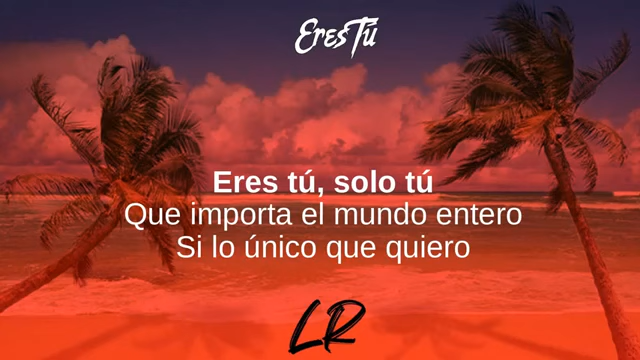 Eres Tú
Eres tú, solo tú
Que importa el mundo entero
Si lo único que quiero
LR